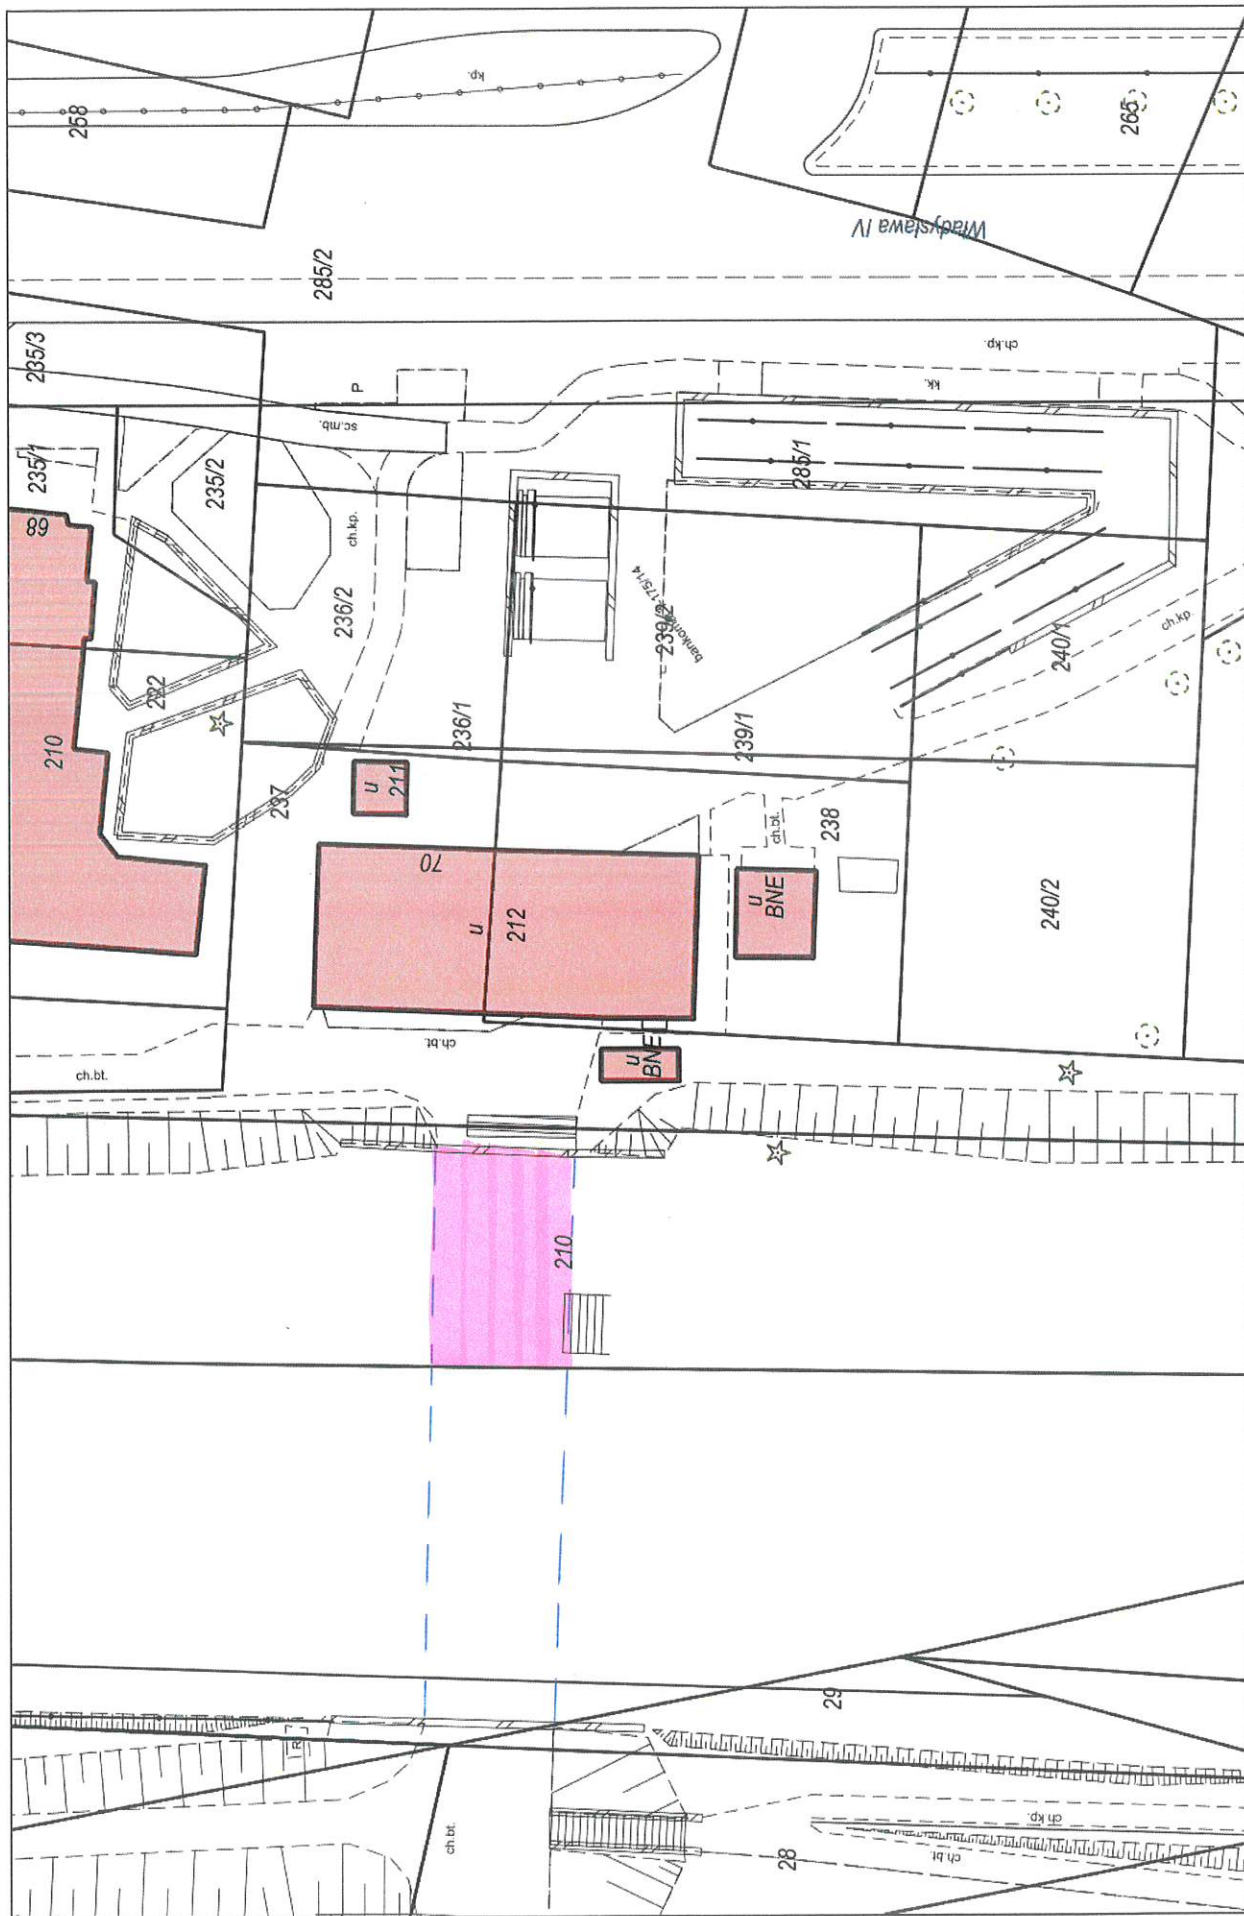 kp.
258
265
Władysława IV
285/2
235/3
P
ch.kp.
kk.
sc.mb.
235/1
235/2
285/1
68
ch.kp.
236/2
239/2
240/1
ch.kp.
222
210
236/1
239/1
237
u
211
70
u
212
ch.bt.
238
u
BNE
240/2
ch.bt.
ch.bt.
u
BNE
210
29
R
ch.bt.
ch.kp.
28
ch.bt.